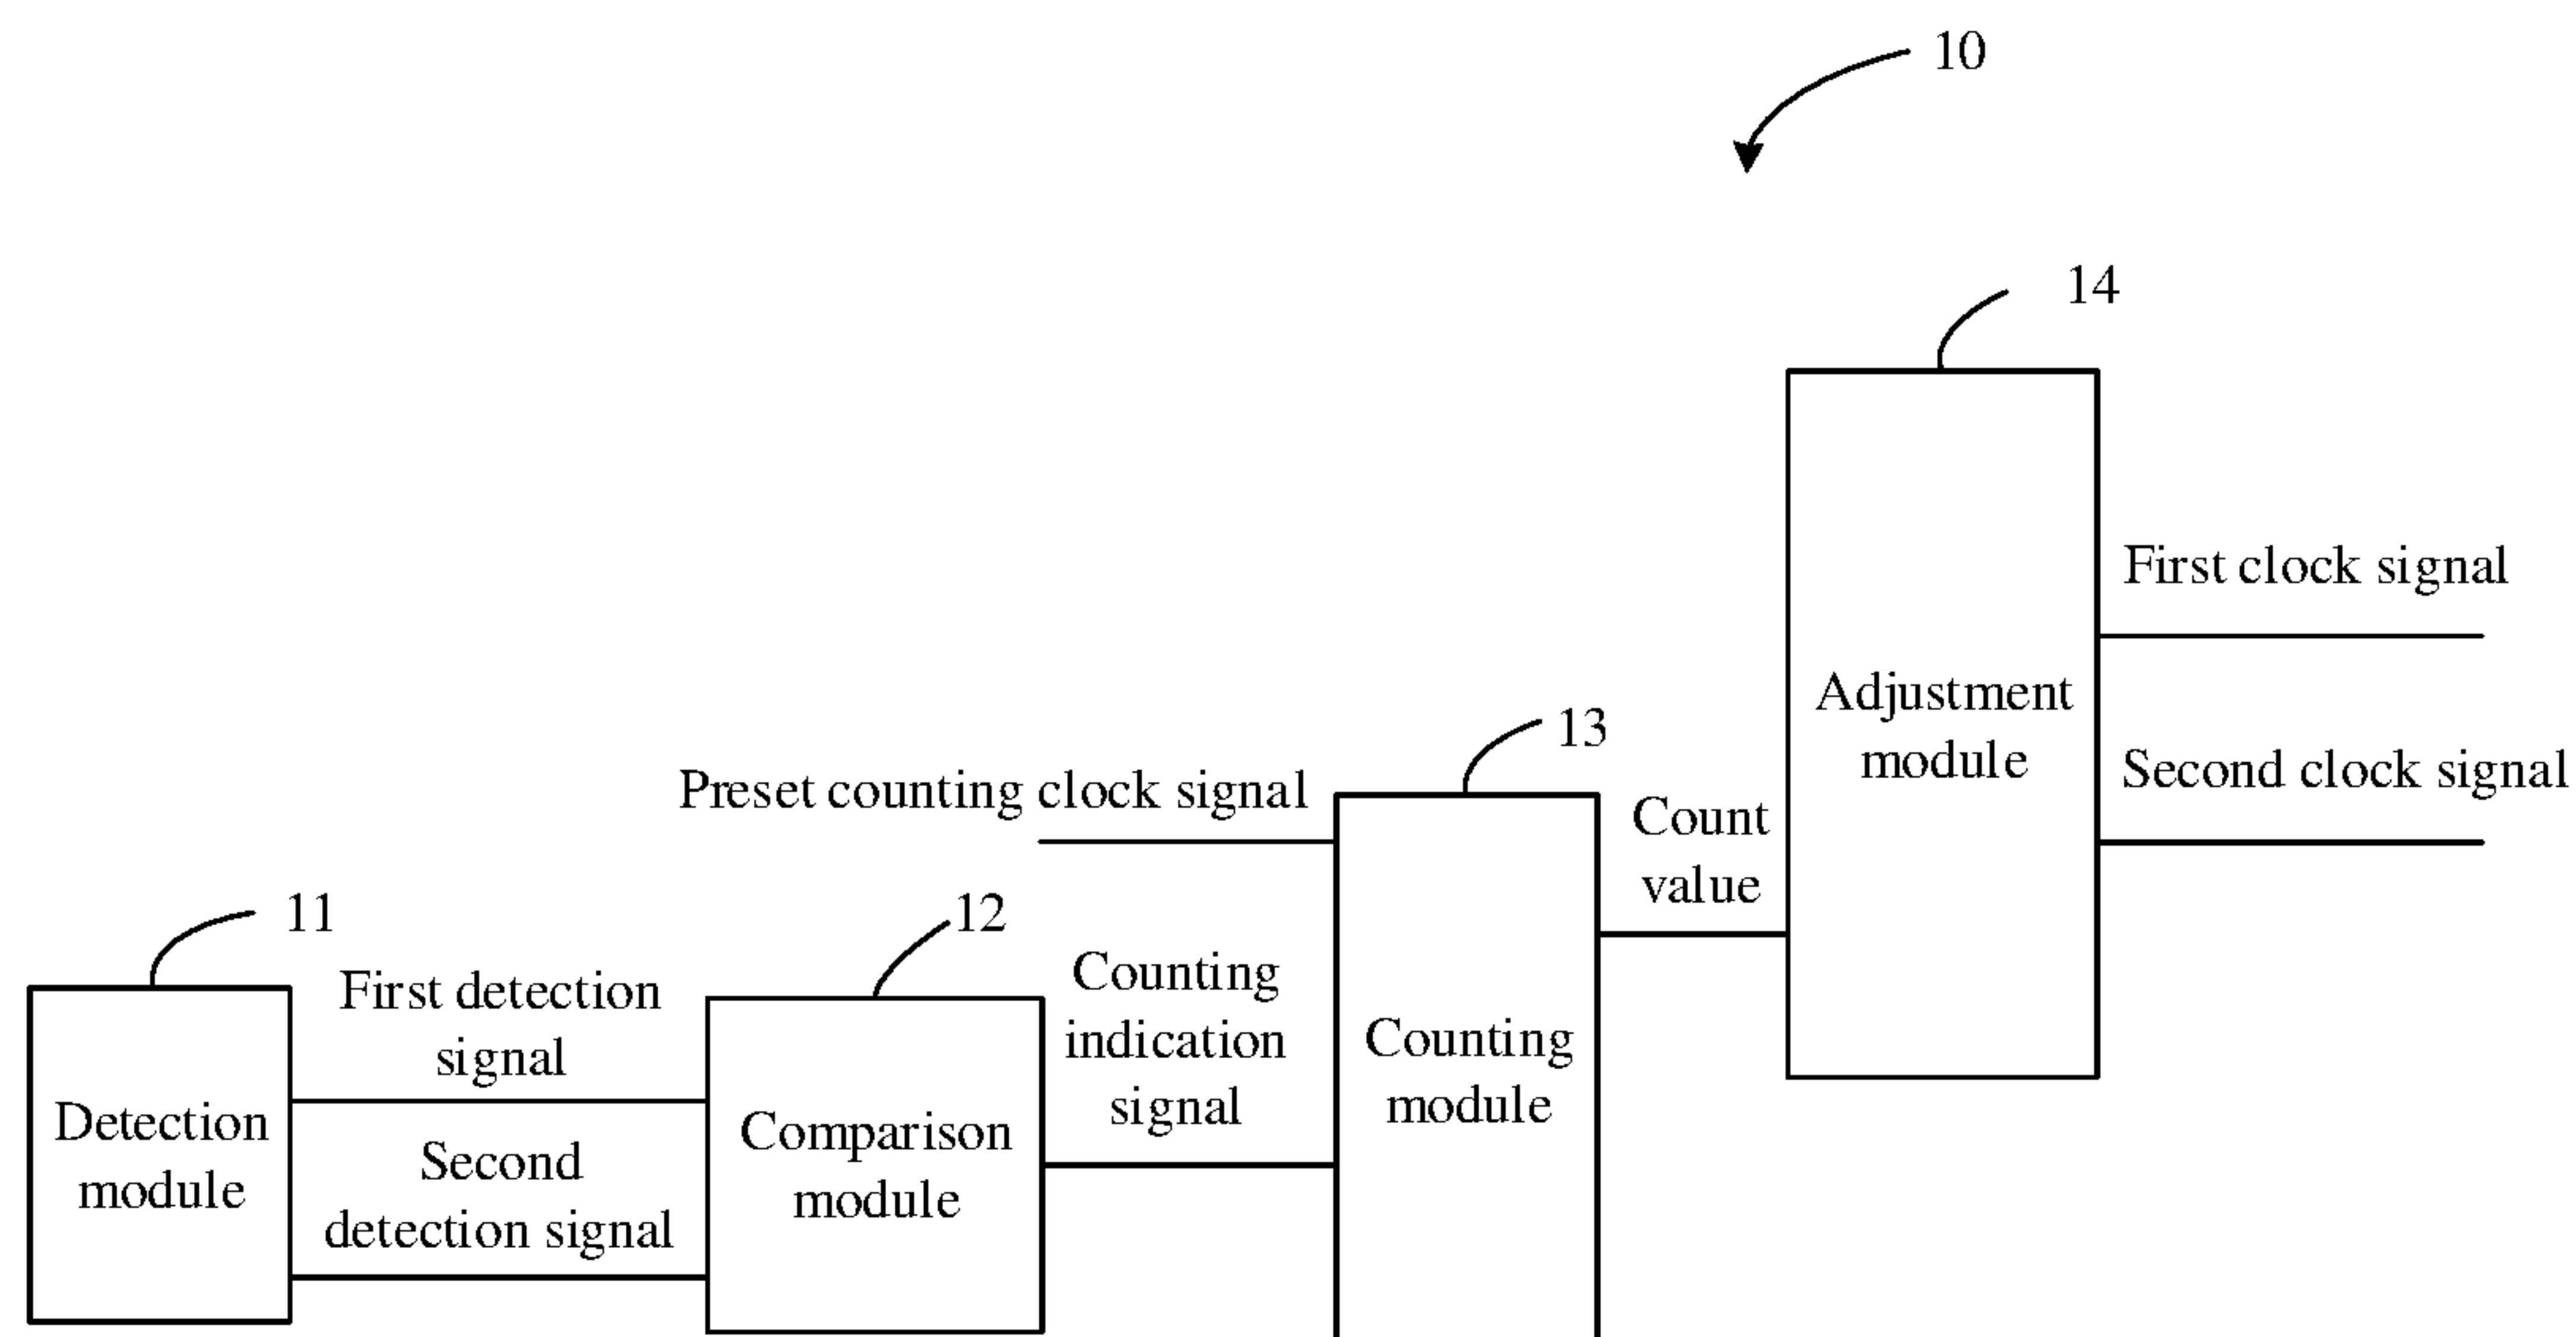 10
14
First clock signal
Adjustment
module
Second clock signal
13
Preset counting clock signal
Count
value
11
12
First detection
signal
Counting
indication
signal
Counting
module
Detection
module
Second
detection signal
Comparison
module